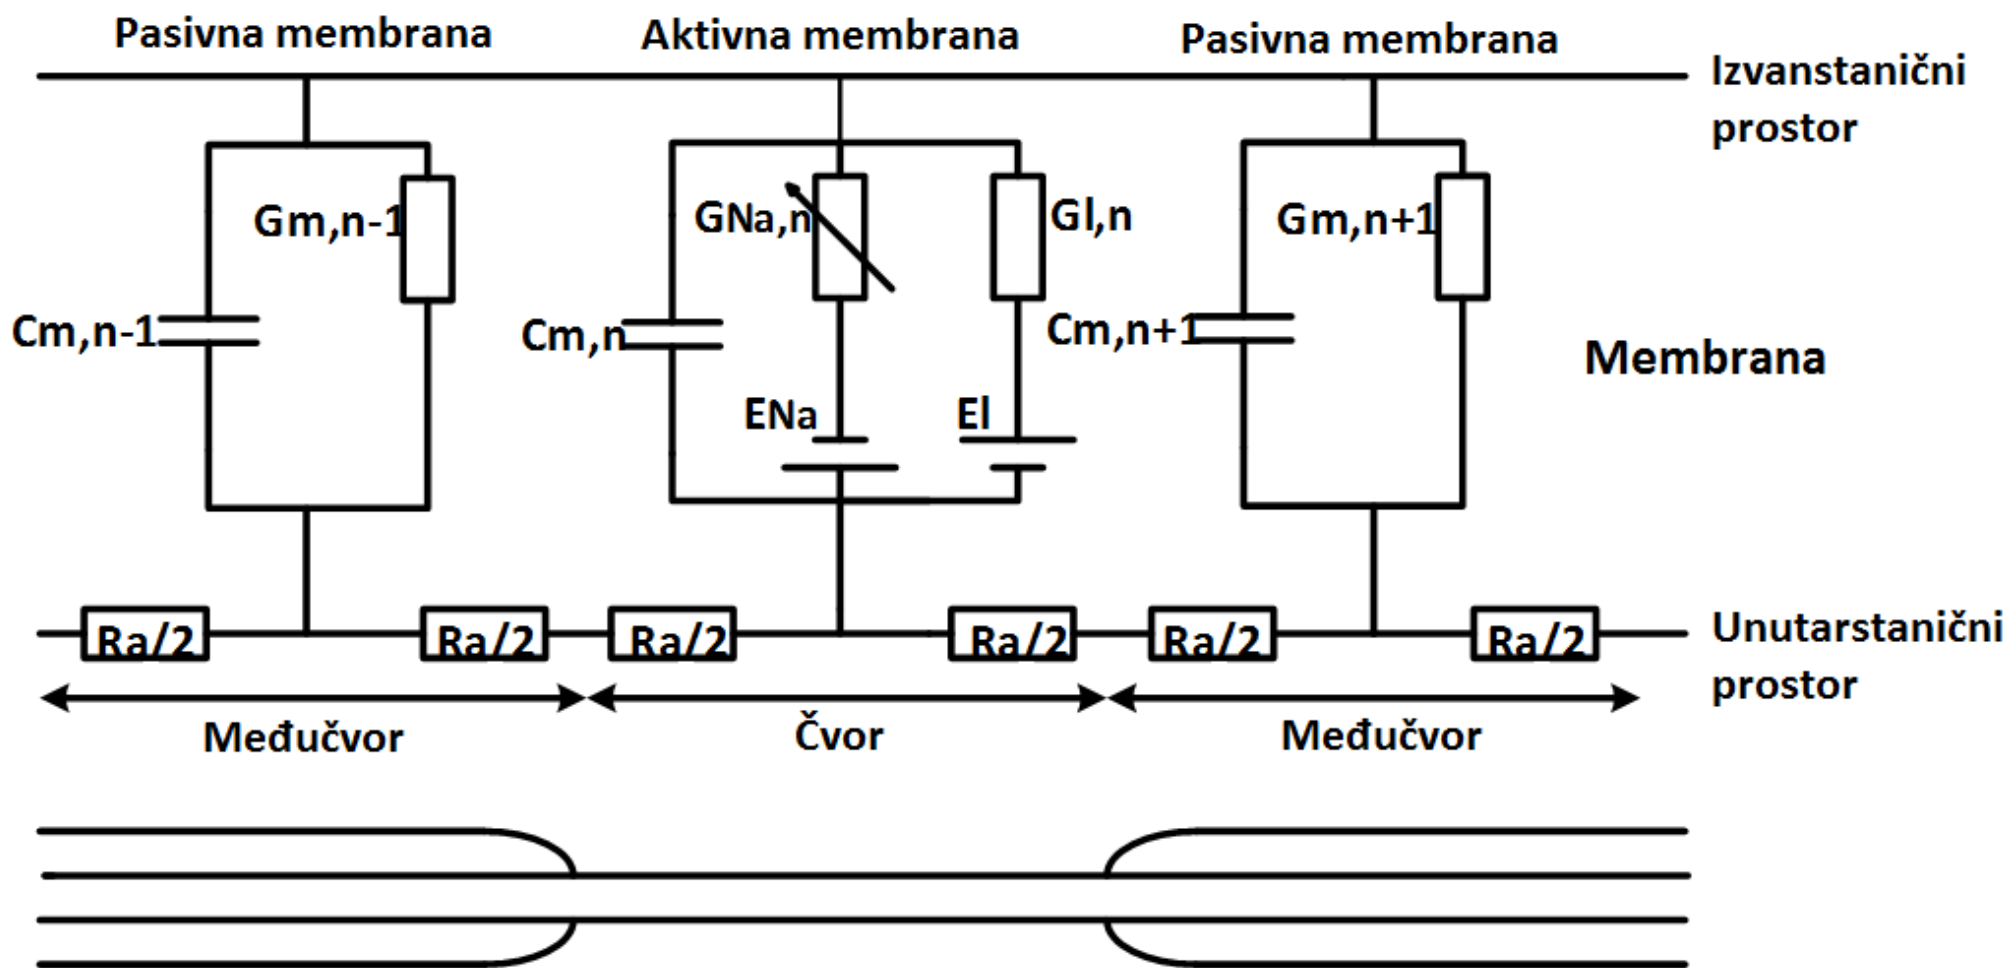 Pasivna membrana
Aktivna membrana
Pasivna membrana
Izvanstanični
prostor
Gm,n-1
GNa,n
Gl,n
Gm,n+1
Cm,n-1
Cm,n
Cm,n+1
Membrana
ENa
El
Ra/2
Ra/2
Ra/2
Ra/2
Ra/2
Ra/2
Unutarstanični
prostor
Međučvor
Čvor
Međučvor